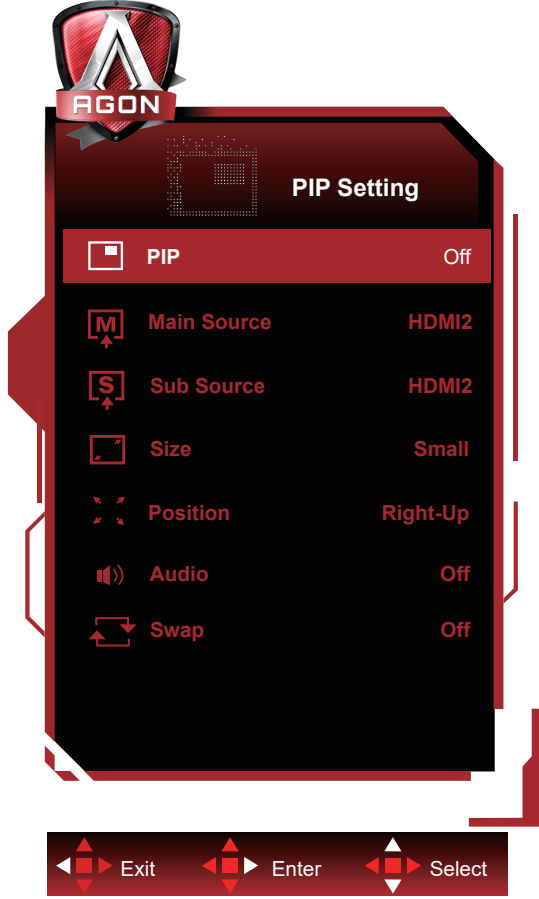 AGON
PIP Setting
PIP Off
M Main Source HDMI2
S Sub Source HDMI2
Size Small
Position Right-Up
Audio Off
Swap Off
Exit Enter Select